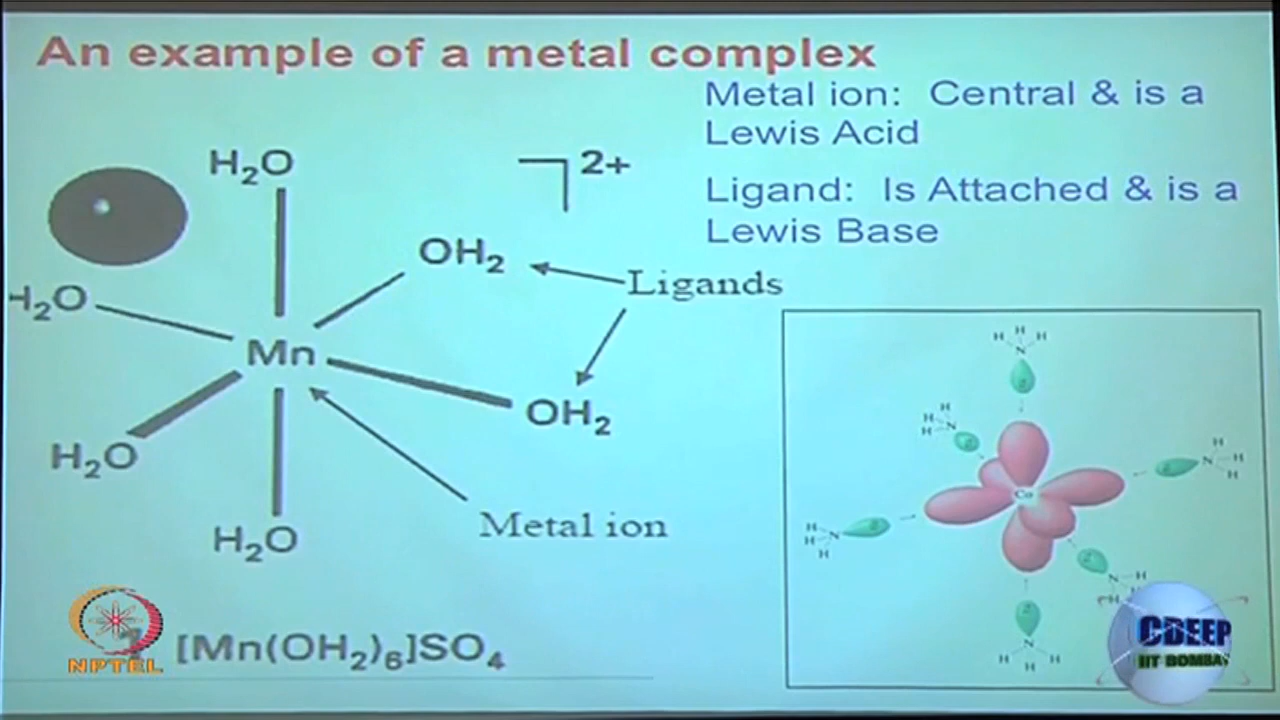 An example of a metal complex
Metal ion: Central & is a
Lewis Acid
Ligand: Is Attached & is a
Lewis Base
H₂O
2+
OH₂
Ligands
H₂O
Mn
OH₂
H₂O
Metal ion
H₂O
[Mn(OH₂)₆]SO₄
H
H
H
N
H
H
H
N
H
N
H
H
Co
H
H
N
H
N
H
H
N
H
H
H
NPTEL
CDEEP
IIT BOMBAY